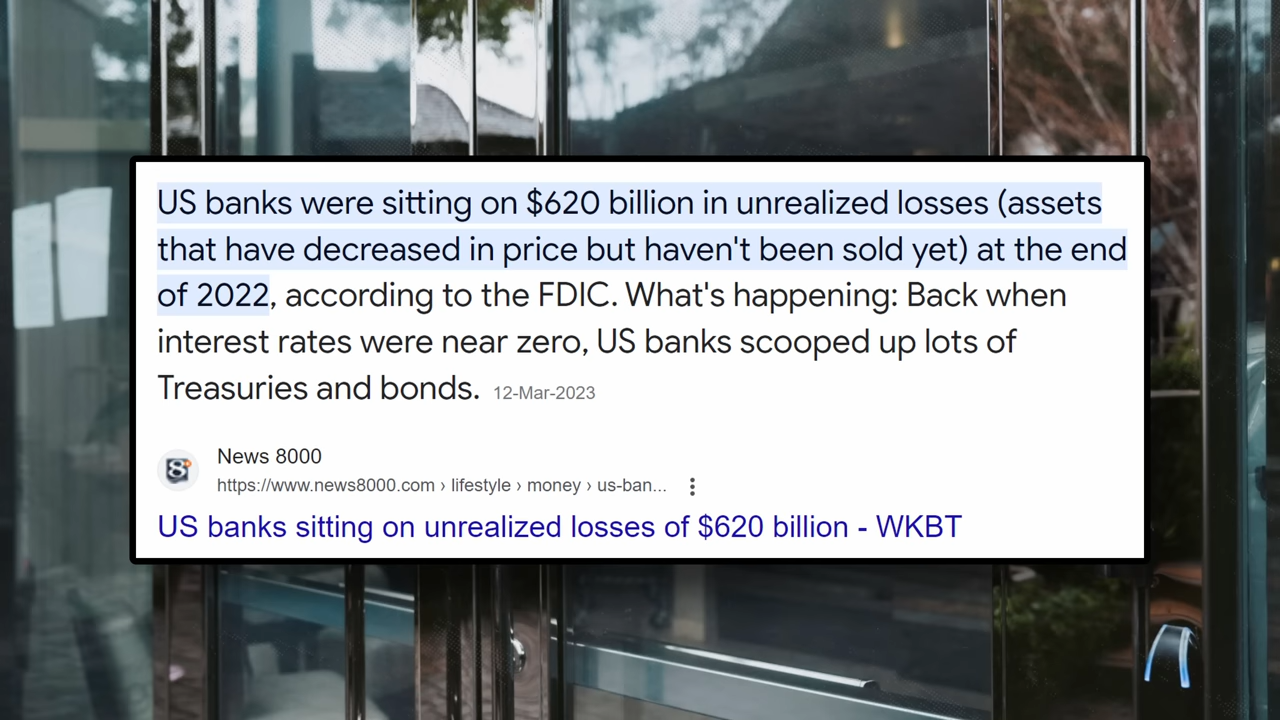 US banks were sitting on $620 billion in unrealized losses (assets
that have decreased in price but haven't been sold yet) at the end
of 2022, according to the FDIC. What's happening: Back when
interest rates were near zero, US banks scooped up lots of
Treasuries and bonds. 12-Mar-2023
8
News 8000
https://www.news8000.com › lifestyle › money › us-ban...
US banks sitting on unrealized losses of $620 billion - WKBT